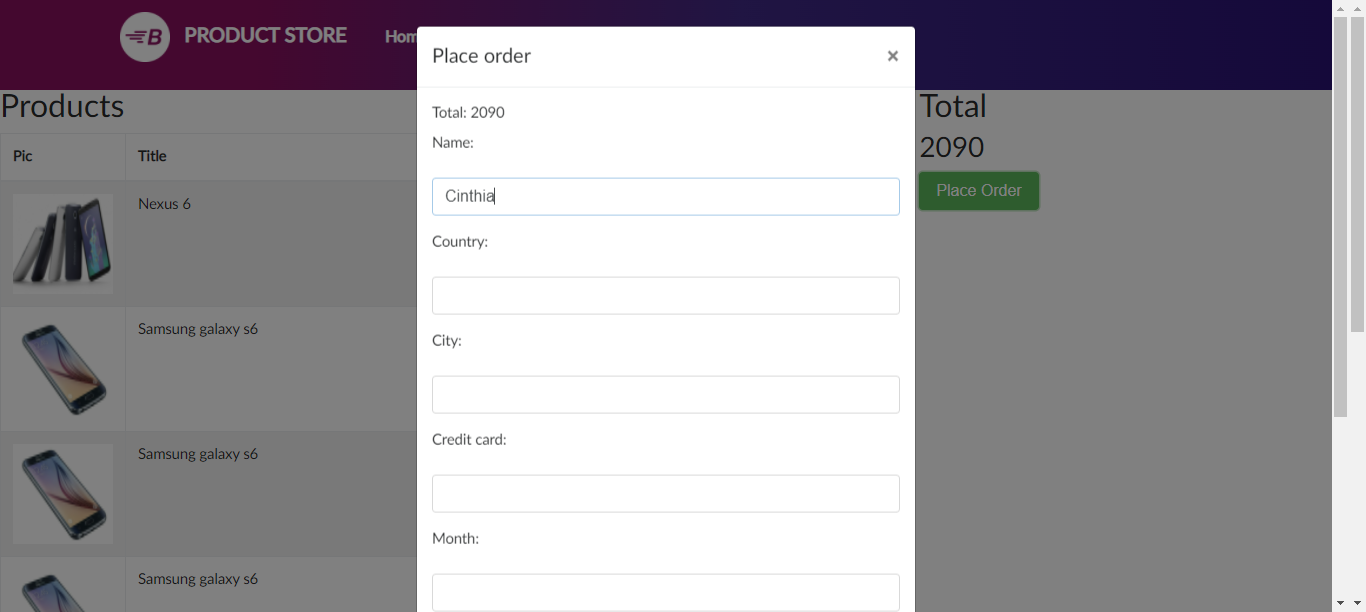 B PRODUCT STORE Hom
Place order ×
Products
Pic Title
Nexus 6
Samsung galaxy s6
Samsung galaxy s6
Samsung galaxy s6
Total: 2090
Name:
Cinthia
Country:
City:
Credit card:
Month:
Total
2090
Place Order